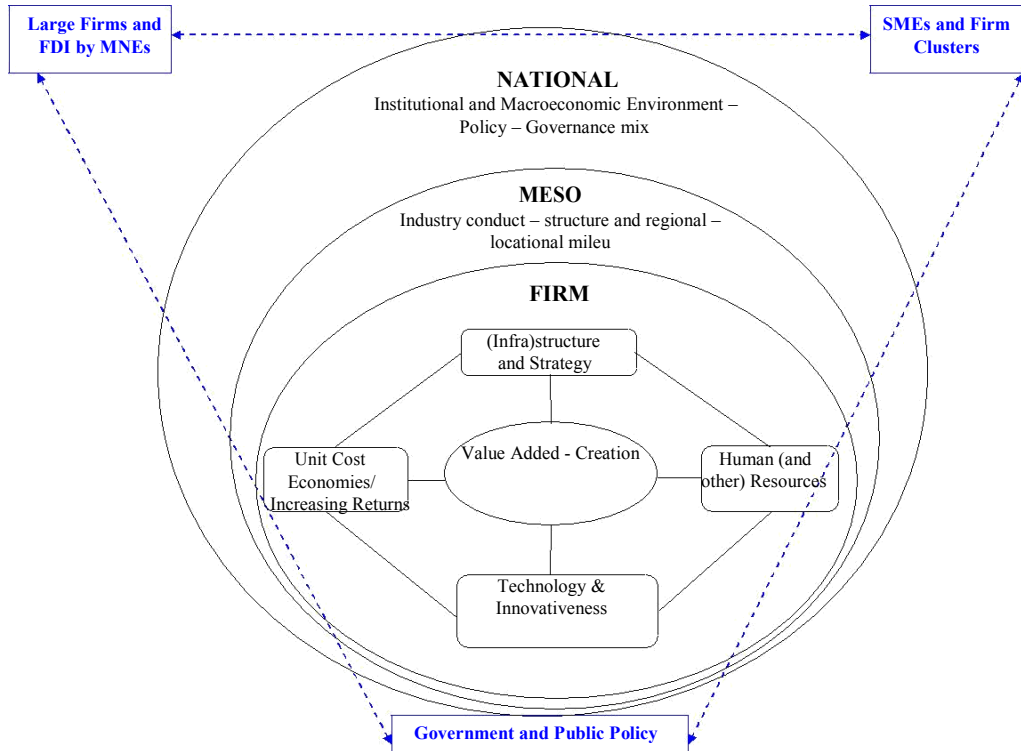 Large Firms and
FDI by MNEs
SMEs and Firm
Clusters
NATIONAL
Institutional and Macroeconomic Environment –
Policy – Governance mix
MESO
Industry conduct – structure and regional –
locational mileu
FIRM
(Infra)structure
and Strategy
Unit Cost
Economies/
Increasing Returns
Value Added - Creation
Human (and
other) Resources
Technology &
Innovativeness
Government and Public Policy